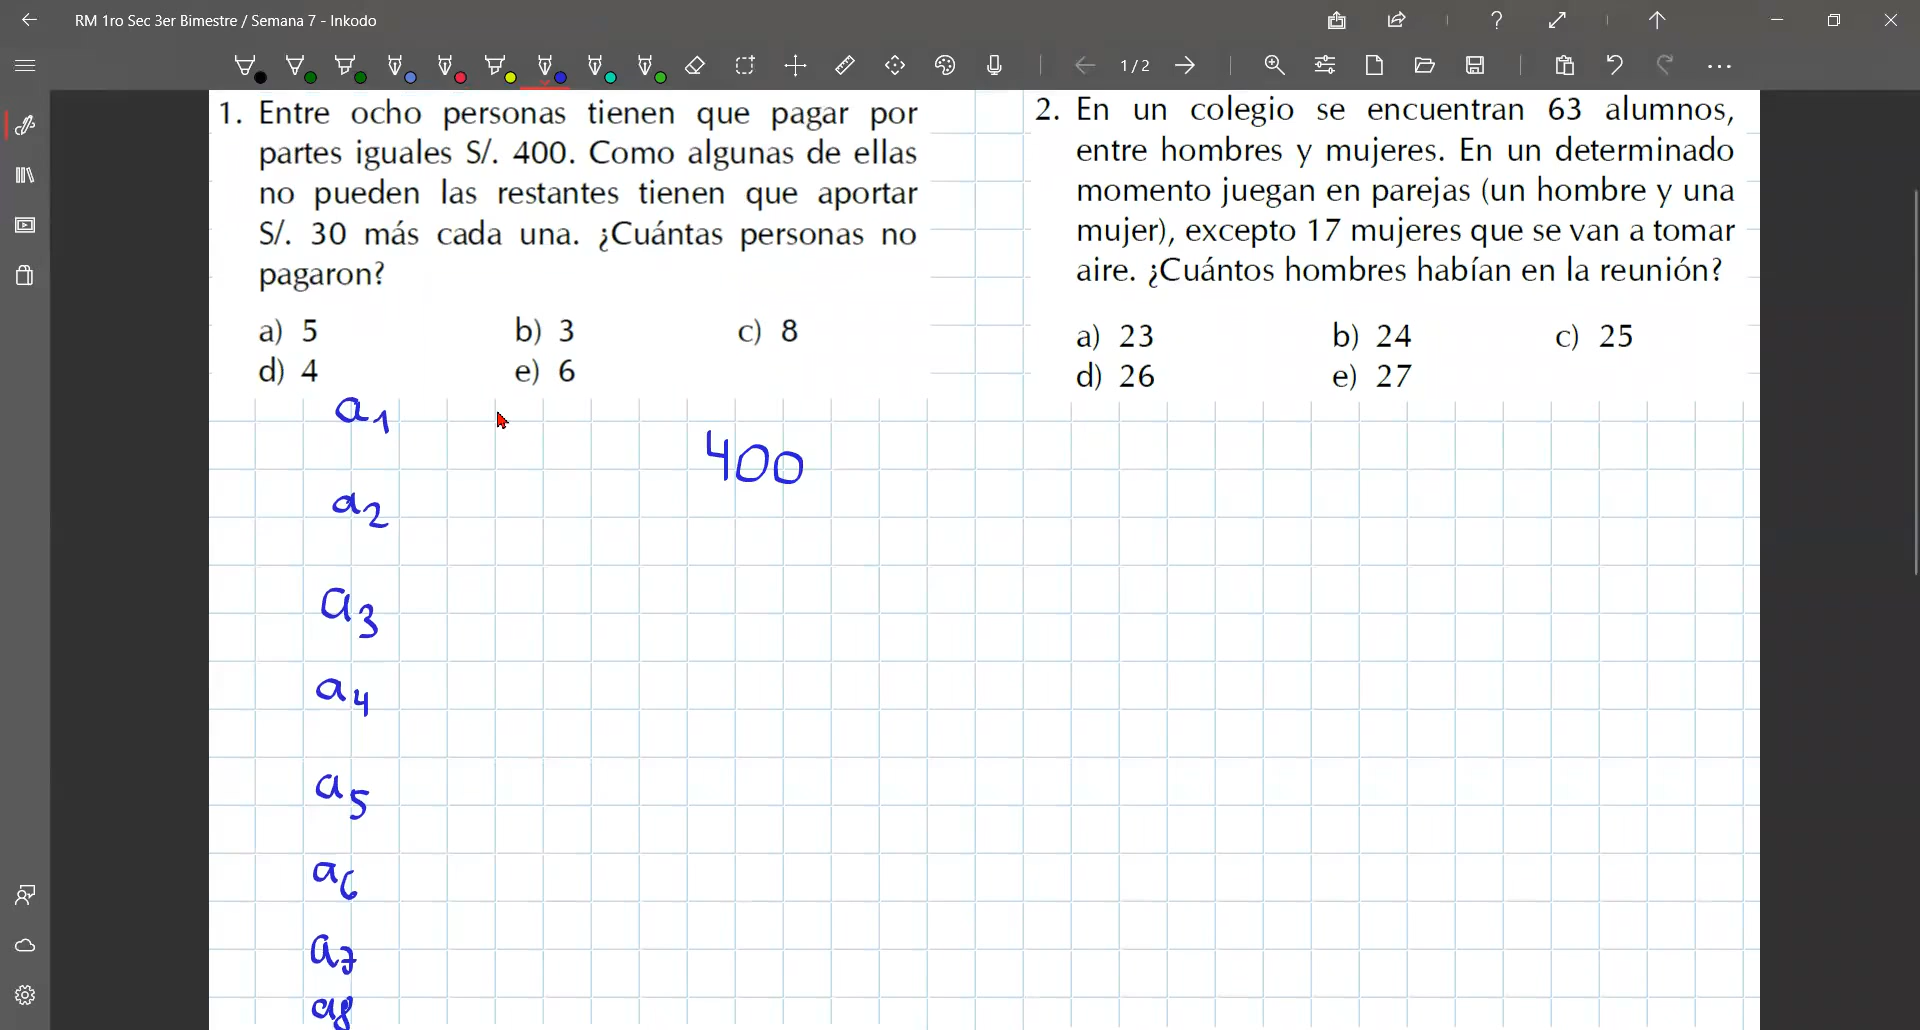 RM 1ro Sec 3er Bimestre / Semana 7 - Inkodo
1 / 2
1. Entre ocho personas tienen que pagar por
partes iguales S/. 400. Como algunas de ellas
no pueden las restantes tienen que aportar
S/. 30 más cada una. ¿Cuántas personas no
pagaron?
a) 5 b) 3 c) 8
d) 4 e) 6
a1
400
a2
a3
a4
a5
a6
a7
a8
2. En un colegio se encuentran 63 alumnos,
entre hombres y mujeres. En un determinado
momento juegan en parejas (un hombre y una
mujer), excepto 17 mujeres que se van a tomar
aire. ¿Cuántos hombres habían en la reunión?
a) 23 b) 24 c) 25
d) 26 e) 27